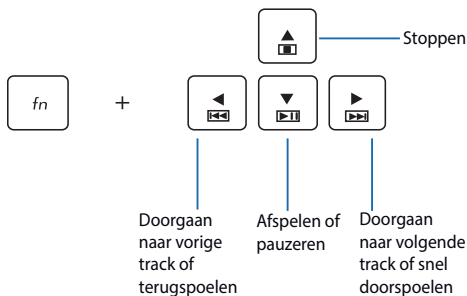 Stoppen
fn +
Doorgaan
naar vorige
track of
terugspoelen
Afspelen of
pauzeren
Doorgaan
naar volgende
track of snel
doorspoelen